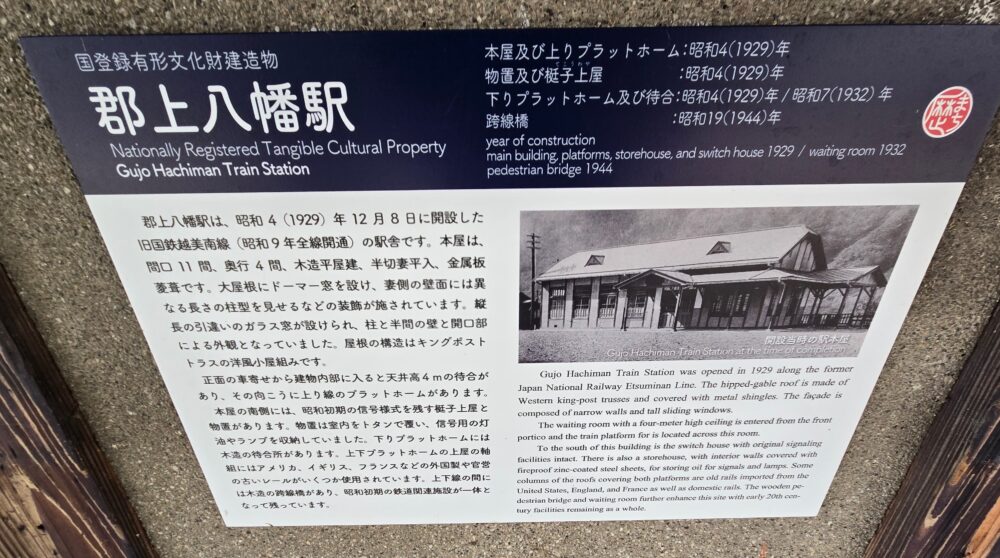 国登録有形文化財建造物
郡上八幡駅
Nationally Registered Tangible Cultural Property
Gujo Hachiman Train Station
本屋及び上りプラットホーム:昭和4(1929)年
物置及び梃子上屋 :昭和4(1929)年
下りプラットホーム及び待合:昭和4(1929)年 / 昭和7(1932)年
跨線橋 :昭和19(1944)年
year of construction
main building, platforms, storehouse, and switch house 1929 / waiting room 1932
pedestrian bridge 1944
郡上八幡駅は、昭和4(1929)年12月8日に開設した
旧国鉄越美南線(昭和9年全線開通)の駅舎です。本屋は、
間口11間、奥行4間、木造平屋建、半切妻平入、金属板
菱葺です。大屋根にドーマー窓を設け、妻側の壁面には異
なる長さの柱型を見せるなどの装飾が施されています。縦
長の引違いのガラス窓が設けられ、柱と半間の壁と開口部
による外観となっていました。屋根の構造はキングポスト
トラスの洋風小屋組みです。
正面の車寄せから建物内部に入ると天井高4mの待合が
あり、その向こうに上り線のプラットホームがあります。
本屋の南側には、昭和初期の信号様式を残す梃子上屋と
物置があります。物置は室内をトタンで覆い、信号用の灯
油やランプを収納していました。下りプラットホームには
木造の待合所があります。上下プラットホームの上屋の軸
組にはアメリカ、イギリス、フランスなどの外国製や官営
の古いレールがいくつか使用されています。上下線の間に
は木造の跨線橋があり、昭和初期の鉄道関連施設が一体と
なって残っています。
開設当時の駅本屋
Gujo Hachiman Train Station at the time of completion
Gujo Hachiman Train Station was opened in 1929 along the former
Japan National Railway Etsuminan Line. The hipped-gable roof is made of
Western king-post trusses and covered with metal shingles. The façade is
composed of narrow walls and tall sliding windows.
The waiting room with a four-meter high ceiling is entered from the front
portico and the train platform for is located across this room.
To the south of this building is the switch house with original signaling
facilities intact. There is also a storehouse, with interior walls covered with
fireproof zinc-coated steel sheets, for storing oil for signals and lamps. Some
columns of the roofs covering both platforms are old rails imported from the
United States, England, and France as well as domestic rails. The wooden pe-
destrian bridge and waiting room further enhance this site with early 20th cen-
tury facilities remaining as a whole.